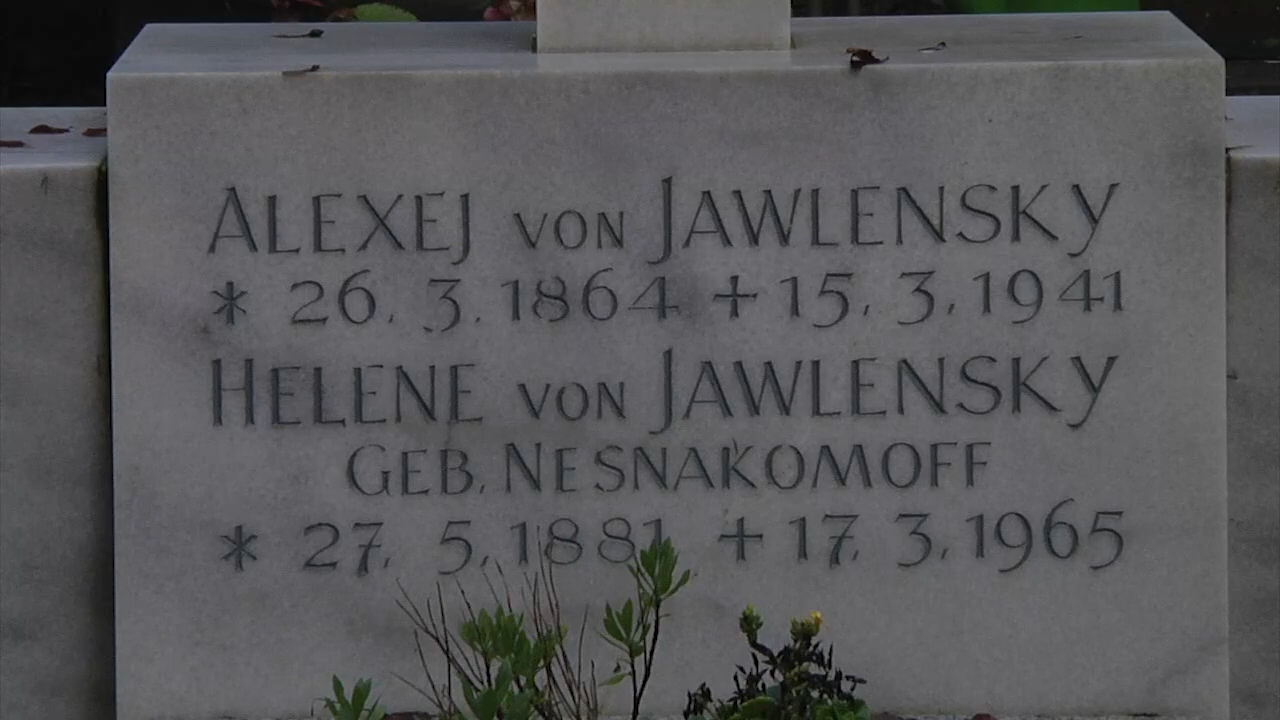 Alexej von Jawlensky
* 26. 3. 1864 + 15. 3. 1941
Helene von Jawlensky
geb. Nesnakomoff
* 27. 5. 1881 + 17. 3. 1965